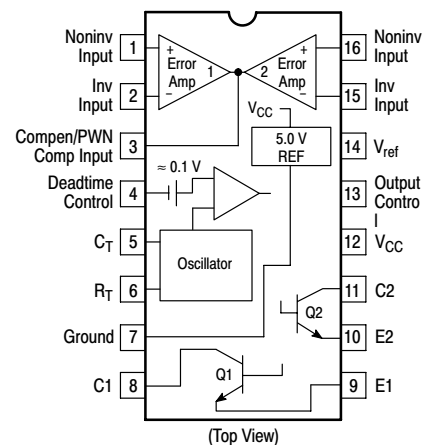 Noninv
Input
1
Inv
Input
2
Compen/PWN
Comp Input
3
Deadtime
Control
4
CT
5
RT
6
Ground
7
C1
8
+
Error
Amp
1
–
2
+
Error
Amp
–
VCC
5.0 V
REF
≈ 0.1 V
Oscillator
Q2
Q1
16
Noninv
Input
15
Inv
Input
14
Vref
13
Output
Contro
l
12
VCC
11
C2
10
E2
9
E1
(Top View)